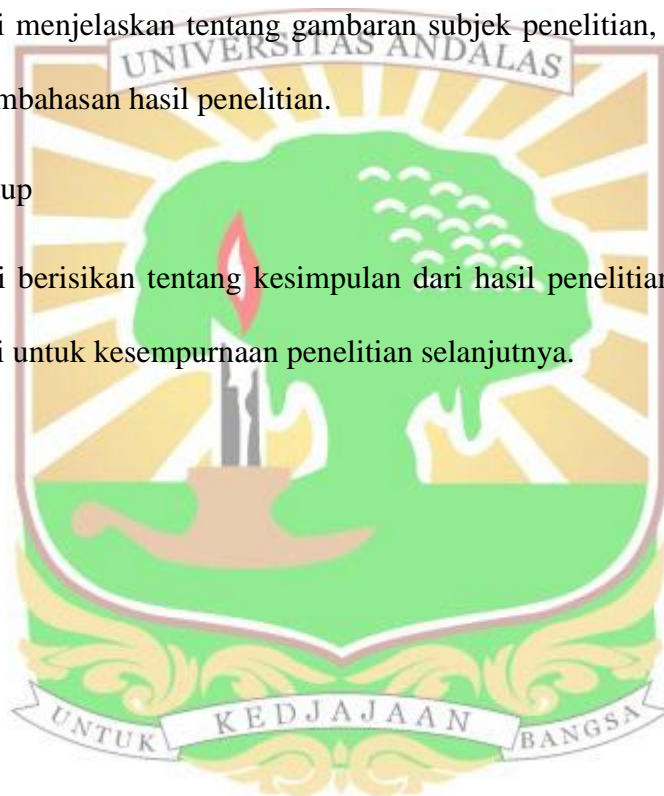 i menjelaskan tentang gambaran subjek penelitian,
UNIVERSITAS ANDALAS
mbahasan hasil penelitian.
up
i berisikan tentang kesimpulan dari hasil penelitian
i untuk kesempurnaan penelitian selanjutnya.
UNTUK KEDJAJAAN BANGSA